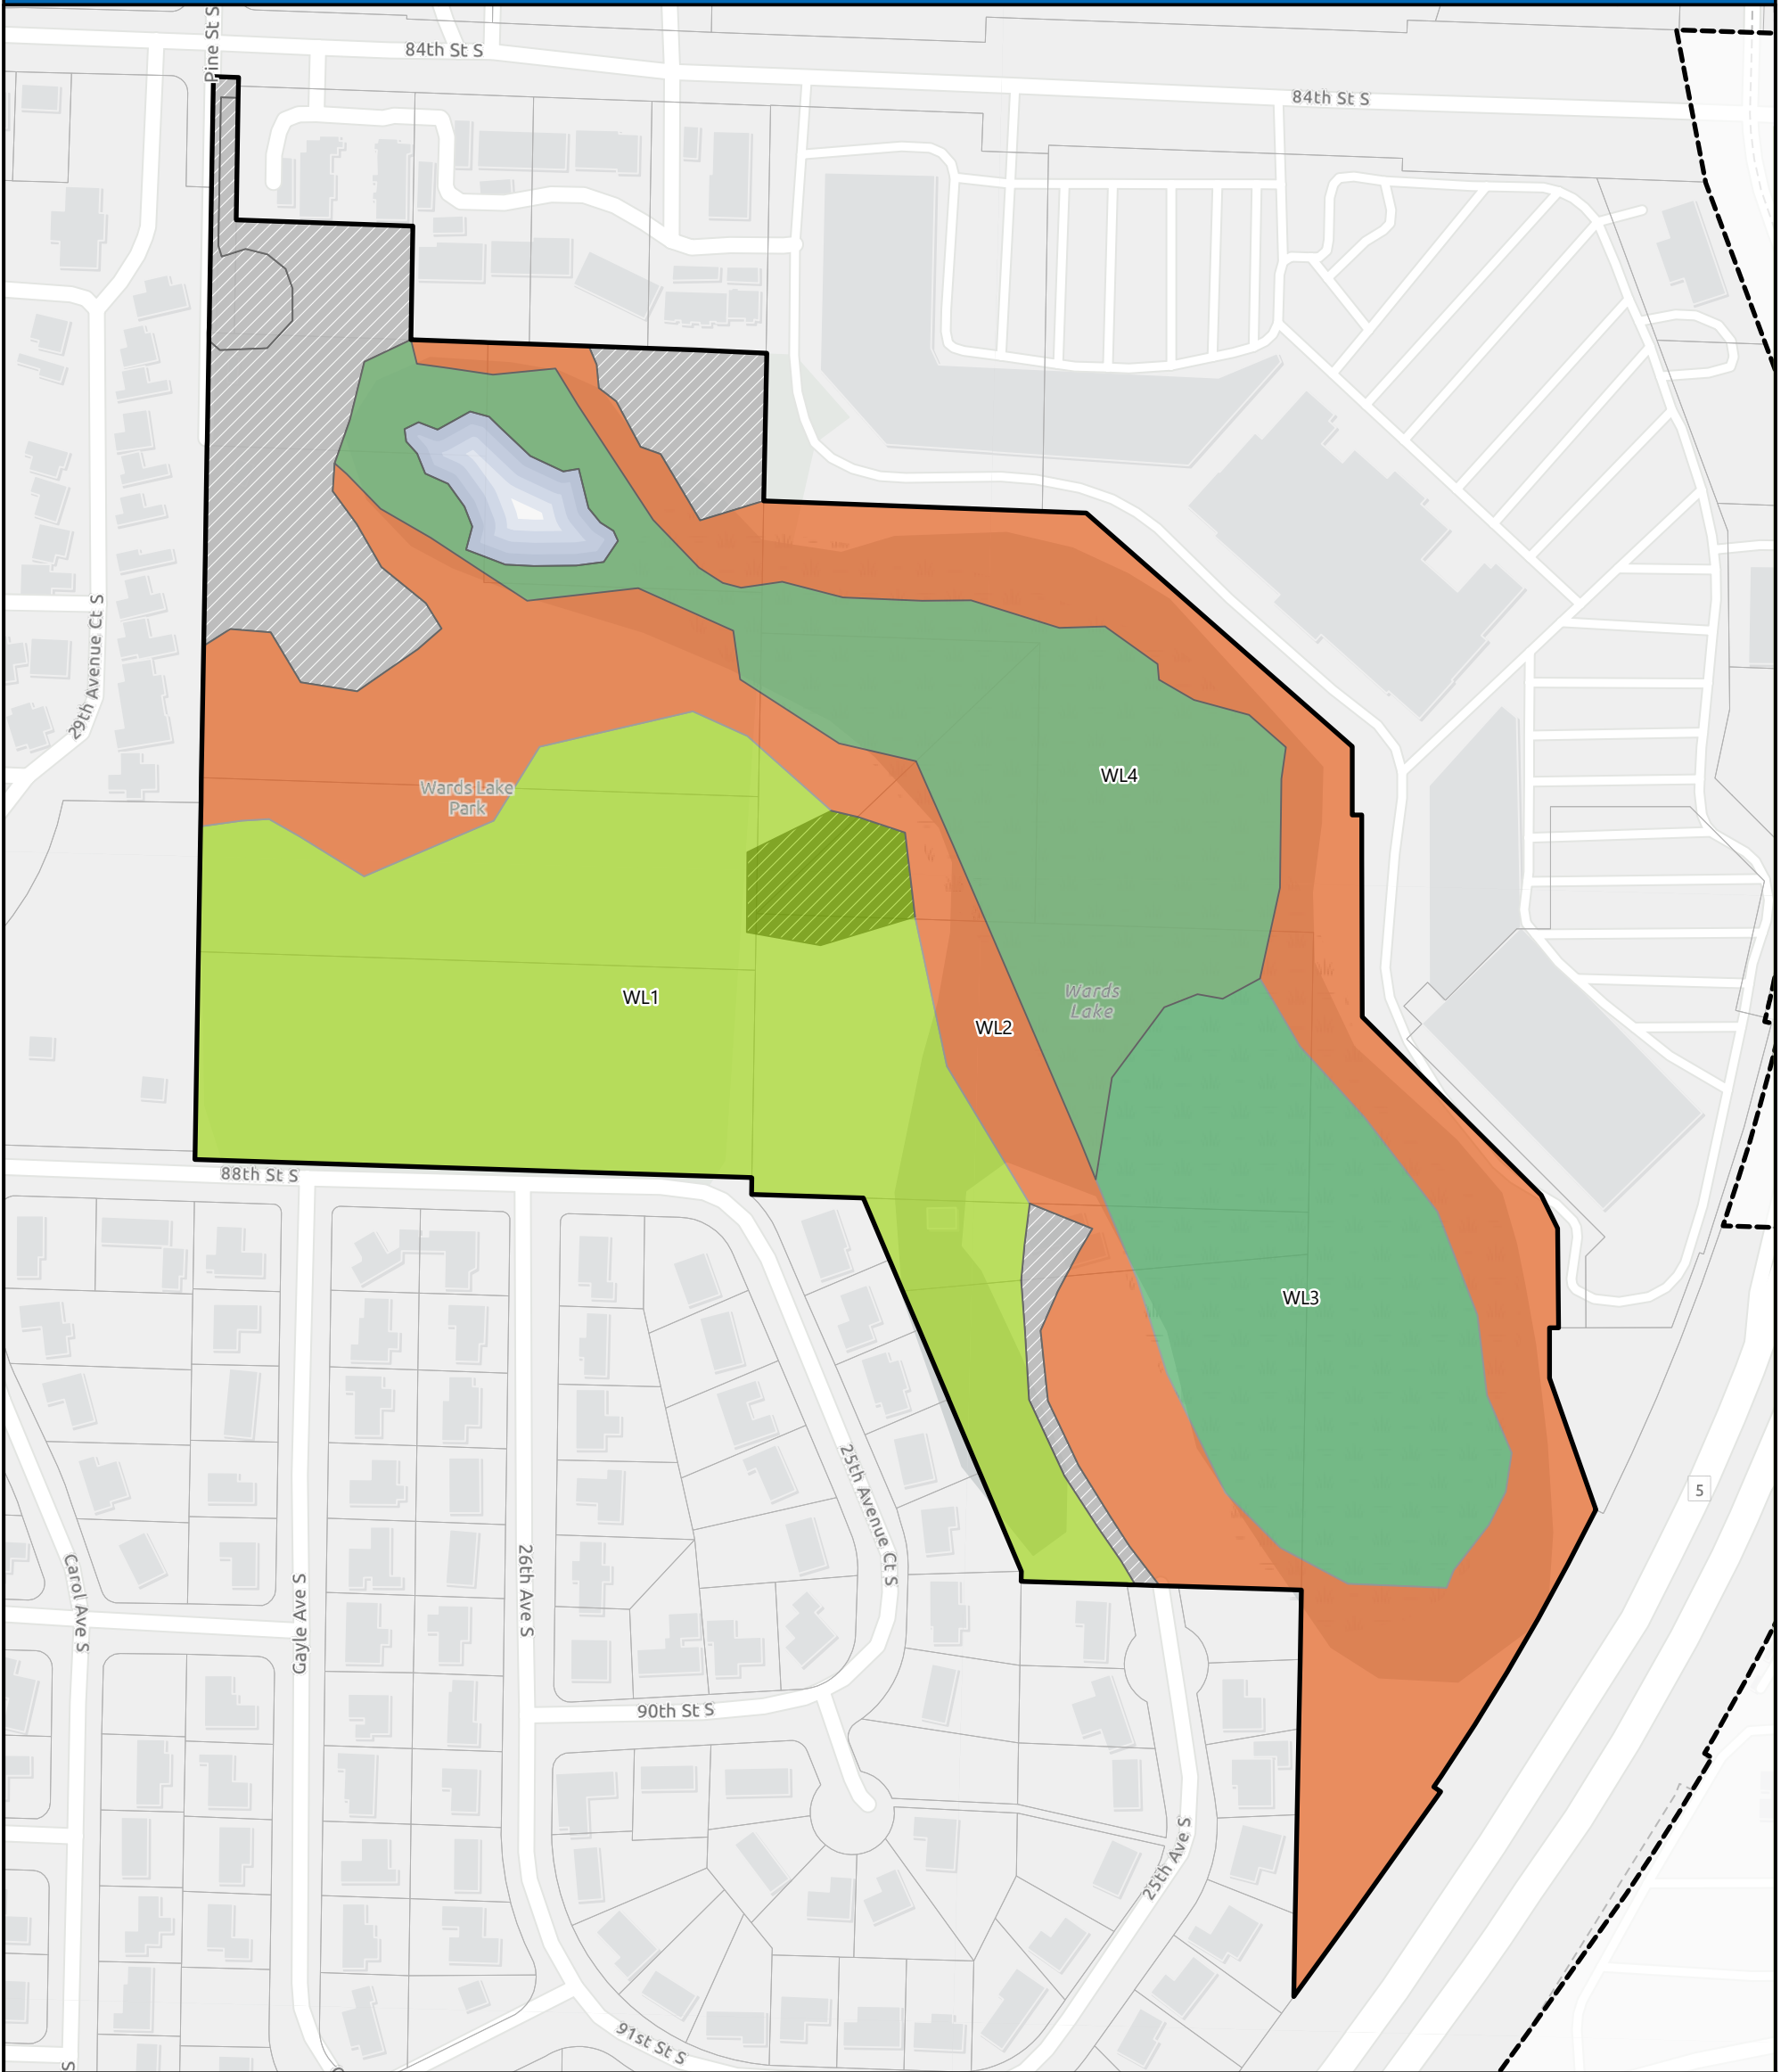 Pine St S
84th St S
84th St S
29th Avenue Ct S
WL4
Wards Lake
Park
WL1
Wards
Lake
WL2
88th St S
WL3
25th Avenue Ct S
5
Carol Ave S
Gayle Ave S
26th Ave S
90th St S
25th Ave S
91st St S
S